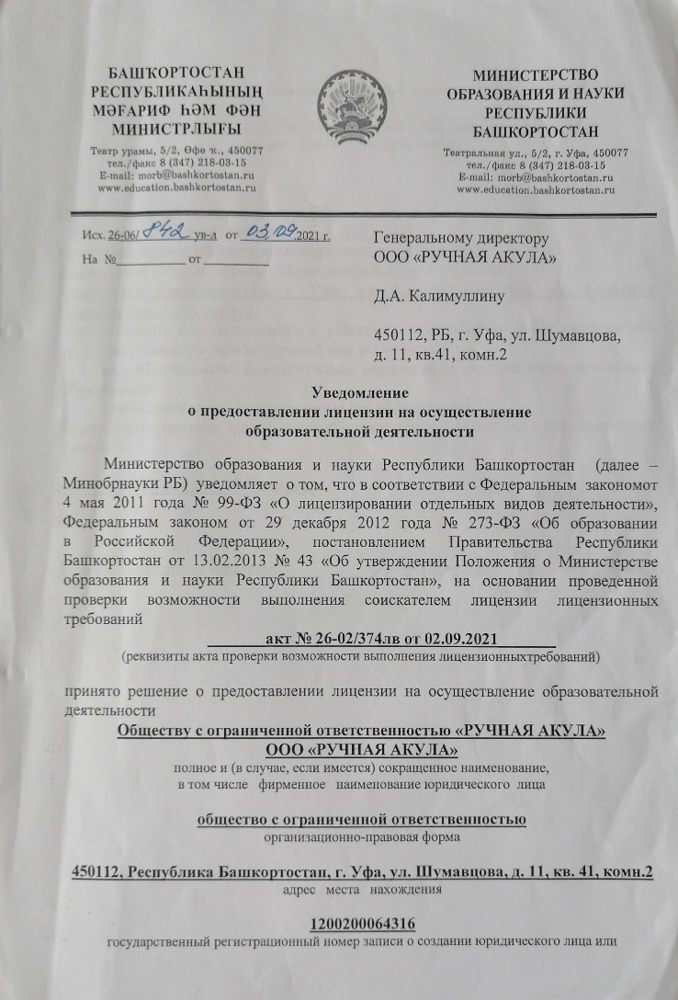 БАШҠОРТОСТАН
РЕСПУБЛИКАҺЫНЫҢ
МӘҒАРИФ ҺӘМ ФӘН
МИНИСТРЛЫҒЫ
Театр урамы, 5/2, Өфө ҡ., 450077
тел./факс 8 (347) 218-03-15
E-mail: morb@bashkortostan.ru
www.education.bashkortostan.ru
МИНИСТЕРСТВО
ОБРАЗОВАНИЯ И НАУКИ
РЕСПУБЛИКИ
БАШКОРТОСТАН
Театральная ул., 5/2, г. Уфа, 450077
тел./факс 8 (347) 218-03-15
E-mail: morb@bashkortostan.ru
www.education.bashkortostan.ru
Исх. 26-06/842 ув-л от 03.09.2021 г.
На №__________ от __________
Генеральному директору
ООО «РУЧНАЯ АКУЛА»
Д.А. Калимуллину
450112, РБ, г. Уфа, ул. Шумавцова,
д. 11, кв.41, комн.2
Уведомление
о предоставлении лицензии на осуществление
образовательной деятельности
Министерство образования и науки Республики Башкортостан (далее –
Минобрнауки РБ) уведомляет о том, что в соответствии с Федеральным закономот
4 мая 2011 года № 99-ФЗ «О лицензировании отдельных видов деятельности»,
Федеральным законом от 29 декабря 2012 года № 273-ФЗ «Об образовании
в Российской Федерации», постановлением Правительства Республики
Башкортостан от 13.02.2013 № 43 «Об утверждении Положения о Министерстве
образования и науки Республики Башкортостан», на основании проведенной
проверки возможности выполнения соискателем лицензии лицензионных
требований
акт № 26-02/374лв от 02.09.2021
(реквизиты акта проверки возможности выполнения лицензионныхтребований)
принято решение о предоставлении лицензии на осуществление образовательной
деятельности
Обществу с ограниченной ответственностью «РУЧНАЯ АКУЛА»
ООО «РУЧНАЯ АКУЛА»
полное и (в случае, если имеется) сокращенное наименование,
в том числе фирменное наименование юридического лица
общество с ограниченной ответственностью
организационно-правовая форма
450112, Республика Башкортостан, г. Уфа, ул. Шумавцова, д. 11, кв. 41, комн.2
адрес места нахождения
1200200064316
государственный регистрационный номер записи о создании юридического лица или